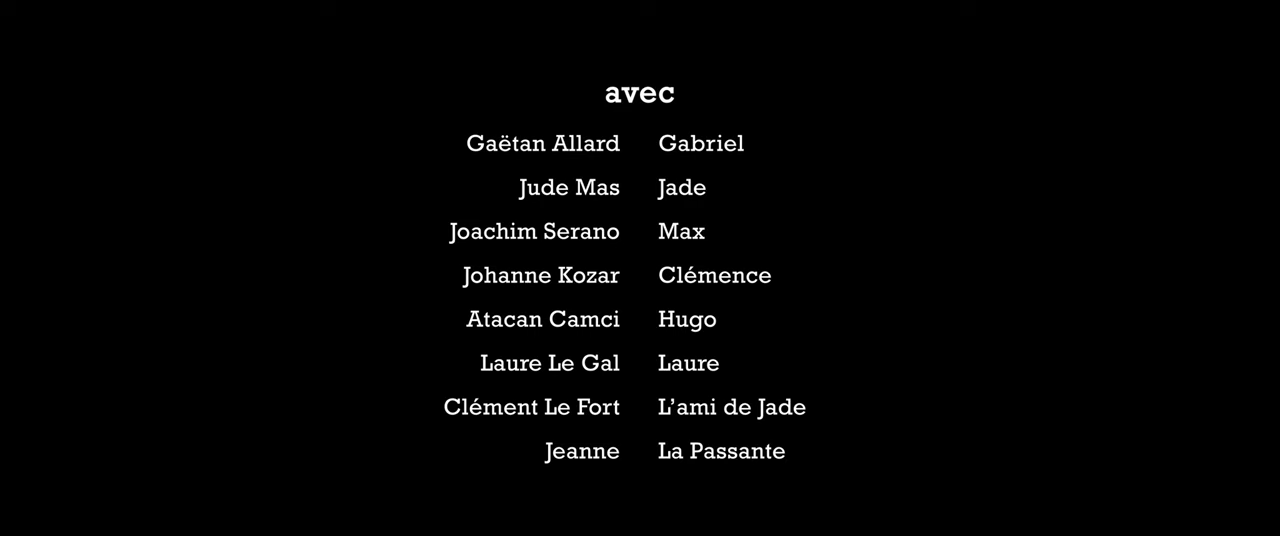 avec
Gaëtan Allard Gabriel
Jude Mas Jade
Joachim Serano Max
Johanne Kozar Clémence
Atacan Camci Hugo
Laure Le Gal Laure
Clément Le Fort L’ami de Jade
Jeanne La Passante